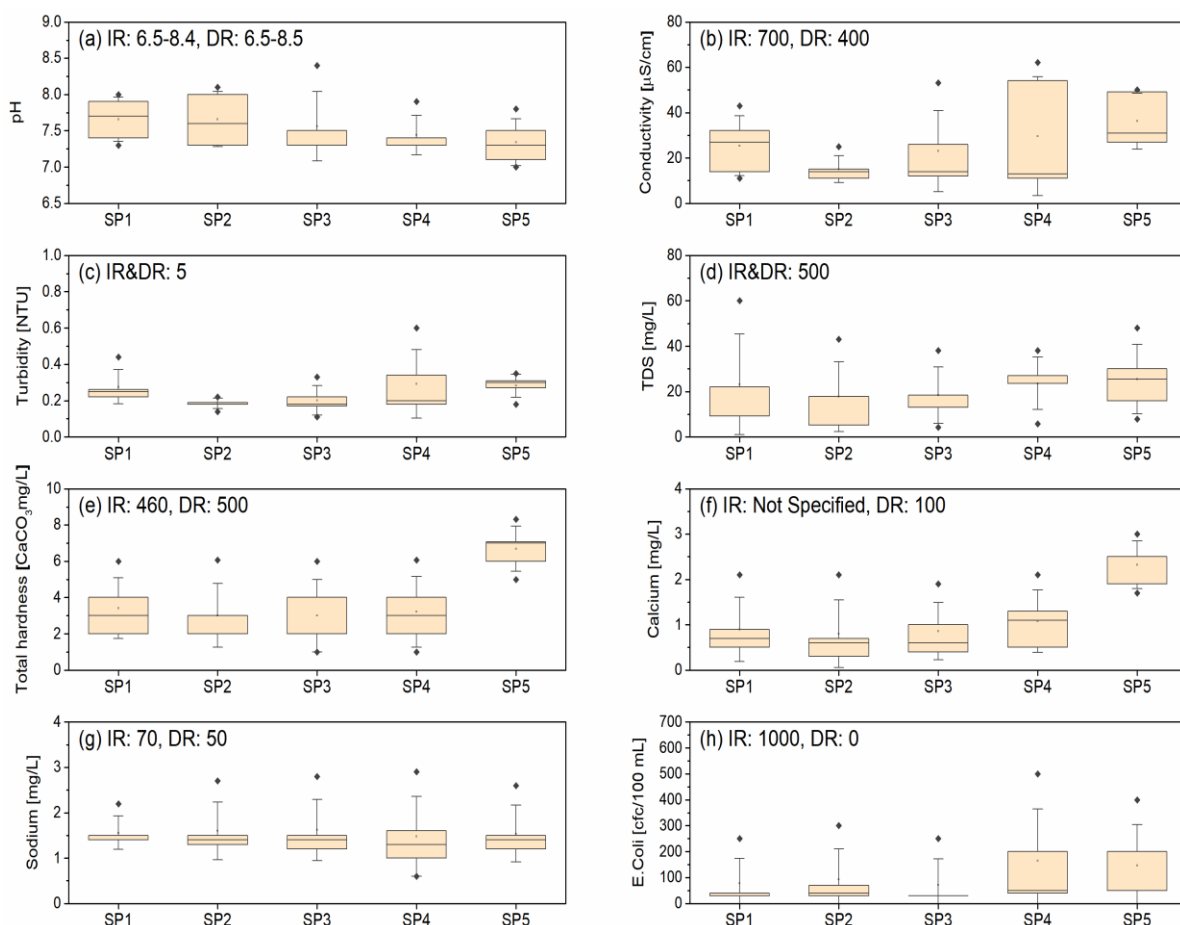 (a) IR: 6.5-8.4, DR: 6.5-8.5
pH
9.0
8.5
8.0
7.5
7.0
6.5
SP1 SP2 SP3 SP4 SP5
(b) IR: 700, DR: 400
Conductivity [µS/cm]
80
60
40
20
0
SP1 SP2 SP3 SP4 SP5
(c) IR&DR: 5
Turbidity [NTU]
1.0
0.8
0.6
0.4
0.2
0.0
SP1 SP2 SP3 SP4 SP5
(d) IR&DR: 500
TDS [mg/L]
80
60
40
20
0
SP1 SP2 SP3 SP4 SP5
(e) IR: 460, DR: 500
Total hardness [CaCO₃mg/L]
10
8
6
4
2
0
SP1 SP2 SP3 SP4 SP5
(f) IR: Not Specified, DR: 100
Calcium [mg/L]
4
3
2
1
0
SP1 SP2 SP3 SP4 SP5
(g) IR: 70, DR: 50
Sodium [mg/L]
4
3
2
1
0
SP1 SP2 SP3 SP4 SP5
(h) IR: 1000, DR: 0
E.Coli [cfc/100 mL]
700
600
500
400
300
200
100
0
SP1 SP2 SP3 SP4 SP5